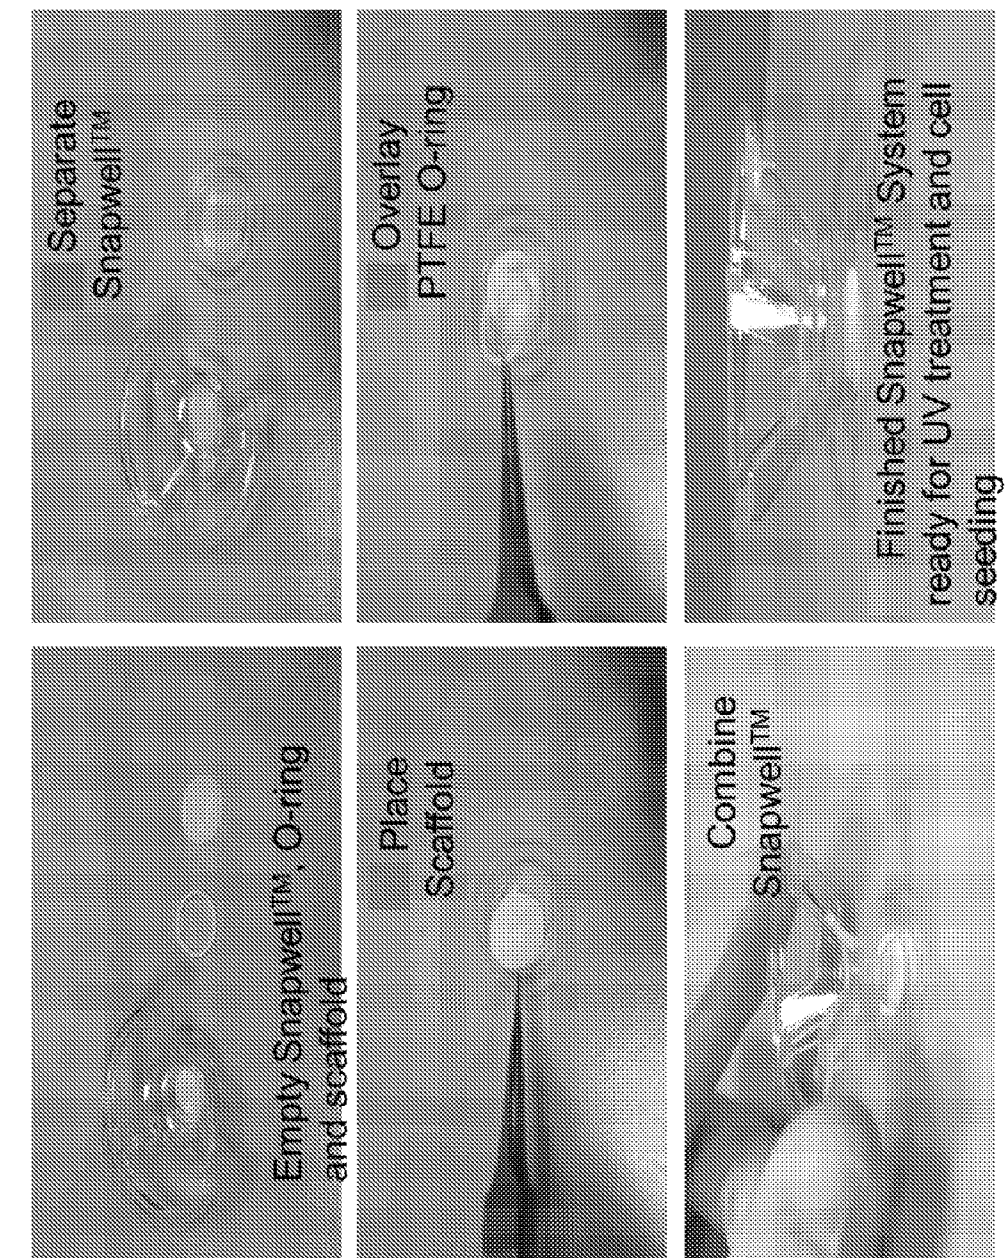 Empty Snapwell™, O-ring
and scaffold
Separate
Snapwell™
Place
Scaffold
Overlay
PTFE O-ring
Combine
Snapwell™
Finished Snapwell™ System
ready for UV treatment and cell
seeding